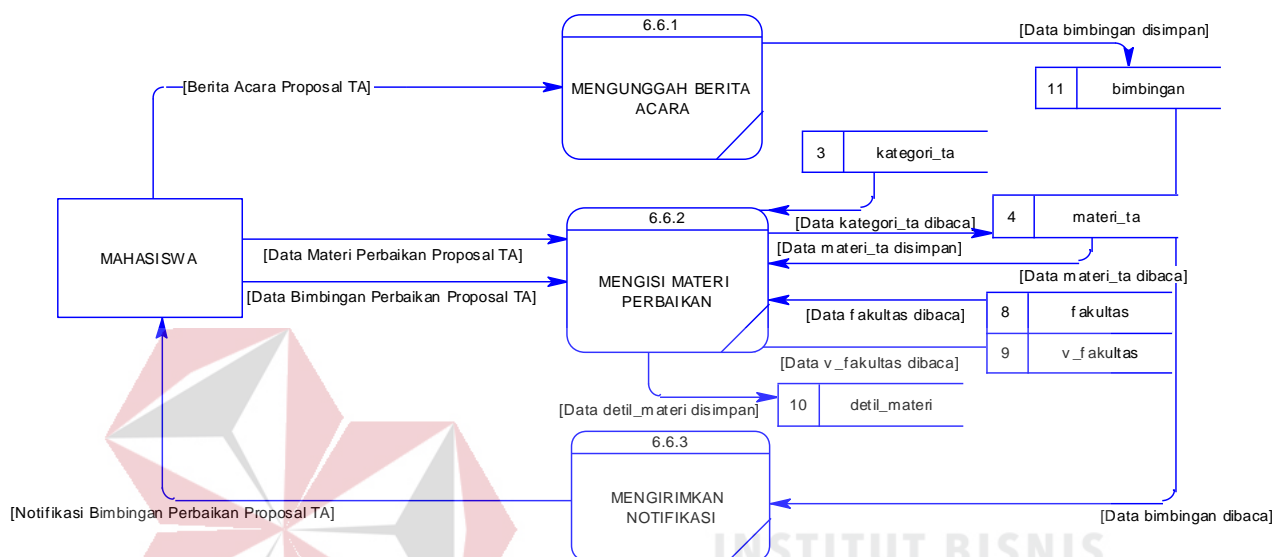 6.6.1
[Data bimbingan disimpan]
[Berita Acara Proposal TA]
MENGUNGGAH BERITA
ACARA
11
bimbingan
3
kategori_ta
6.6.2
4
materi_ta
[Data kategori_ta dibaca]
[Data Materi Perbaikan Proposal TA]
[Data materi_ta disimpan]
MAHASISWA
MENGISI MATERI
PERBAIKAN
[Data materi_ta dibaca]
[Data Bimbingan Perbaikan Proposal TA]
[Data fakultas dibaca]
8
fakultas
9
v_fakultas
[Data v_fakultas dibaca]
[Data detil_materi disimpan]
10
detil_materi
6.6.3
MENGIRIMKAN
NOTIFIKASI
[Notifikasi Bimbingan Perbaikan Proposal TA]
[Data bimbingan dibaca]
INSTITUT BISNIS